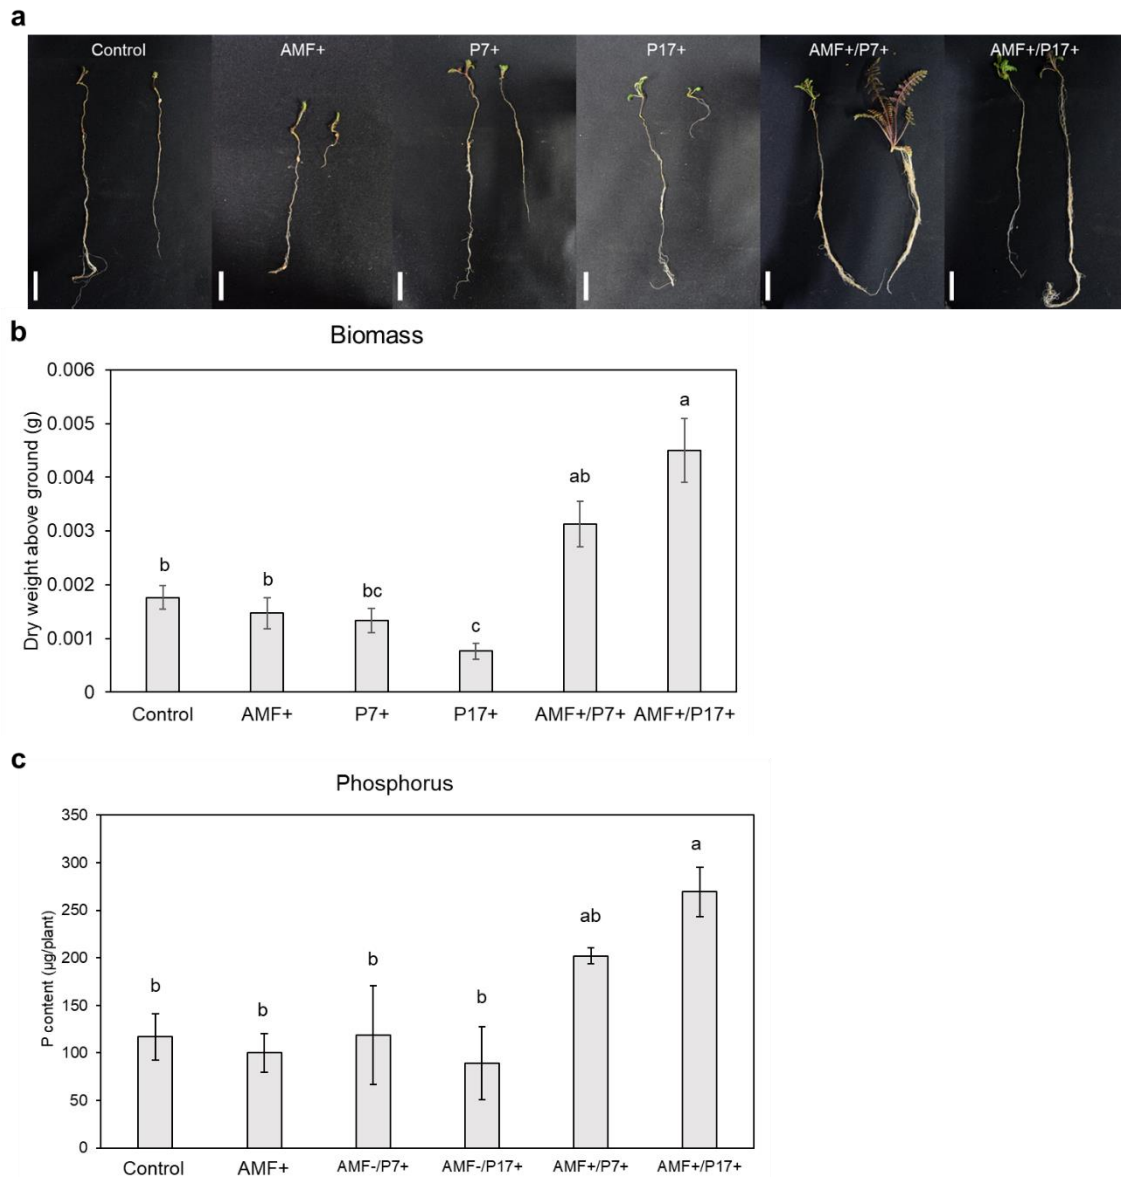 a
Control AMF+ P7+ P17+ AMF+/P7+ AMF+/P17+
b
Biomass
Dry weight above ground (g)
0.006
0.005
0.004
0.003
0.002
0.001
0
b b bc c ab a
Control AMF+ P7+ P17+ AMF+/P7+ AMF+/P17+
c
Phosphorus
P content (µg/plant)
350
300
250
200
150
100
50
0
b b b b ab a
Control AMF+ AMF-/P7+ AMF-/P17+ AMF+/P7+ AMF+/P17+